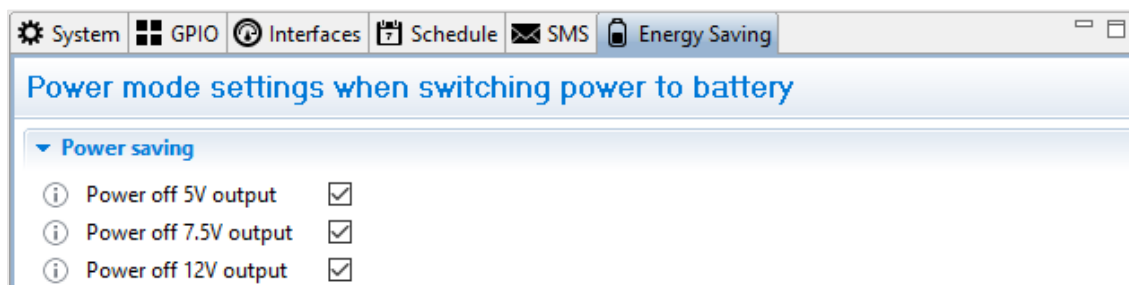 System GPIO Interfaces Schedule SMS Energy Saving
Power mode settings when switching power to battery
Power saving
Power off 5V output
Power off 7.5V output
Power off 12V output